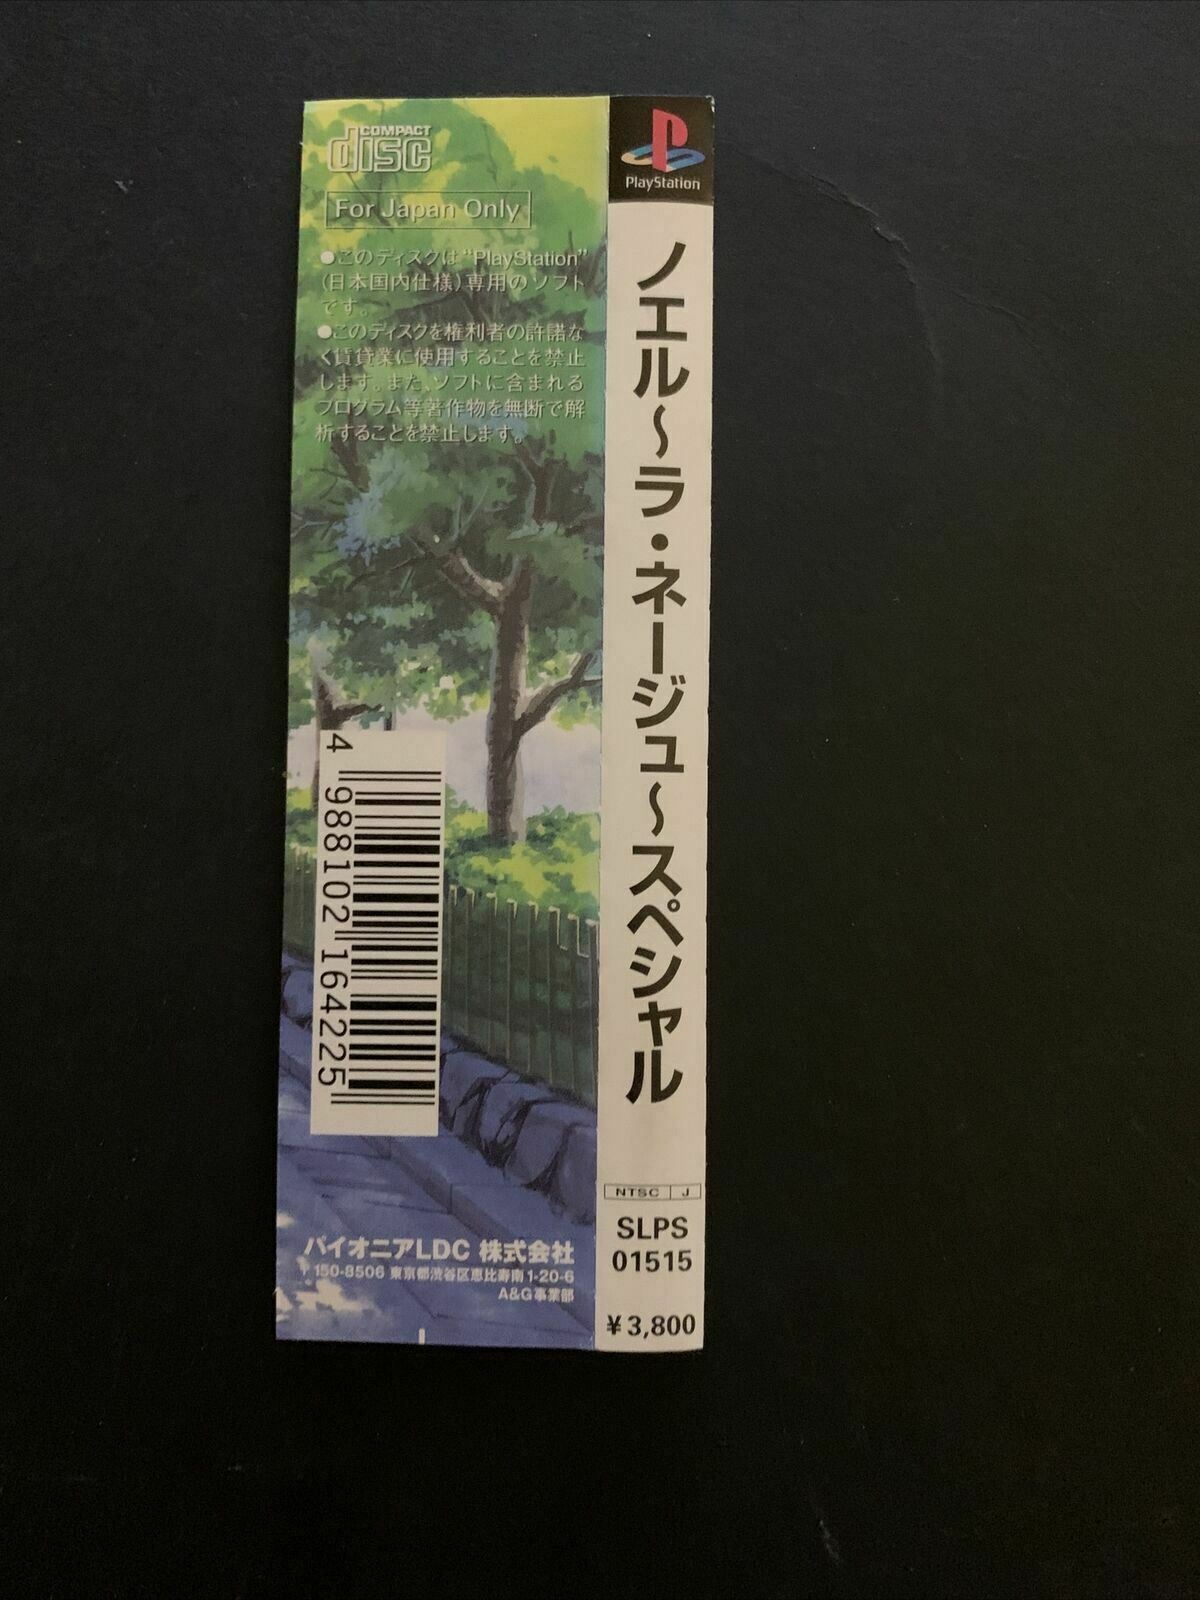 COMPACT
disc
For Japan Only
●このディスクは"PlayStation"
(日本国内仕様)専用のソフト
です。
●このディスクを権利者の許諾な
く賃貸業に使用することを禁止
します。また、ソフトに含まれる
プログラム等著作物を無断で解
析することを禁止します。
4 988102 164225
パイオニアLDC 株式会社
〒150-8506 東京都渋谷区恵比寿南1-20-6
A&G事業部
PlayStation
ノエル〜ラ・ネージュ〜スペシャル
NTSC J
SLPS
01515
¥3,800